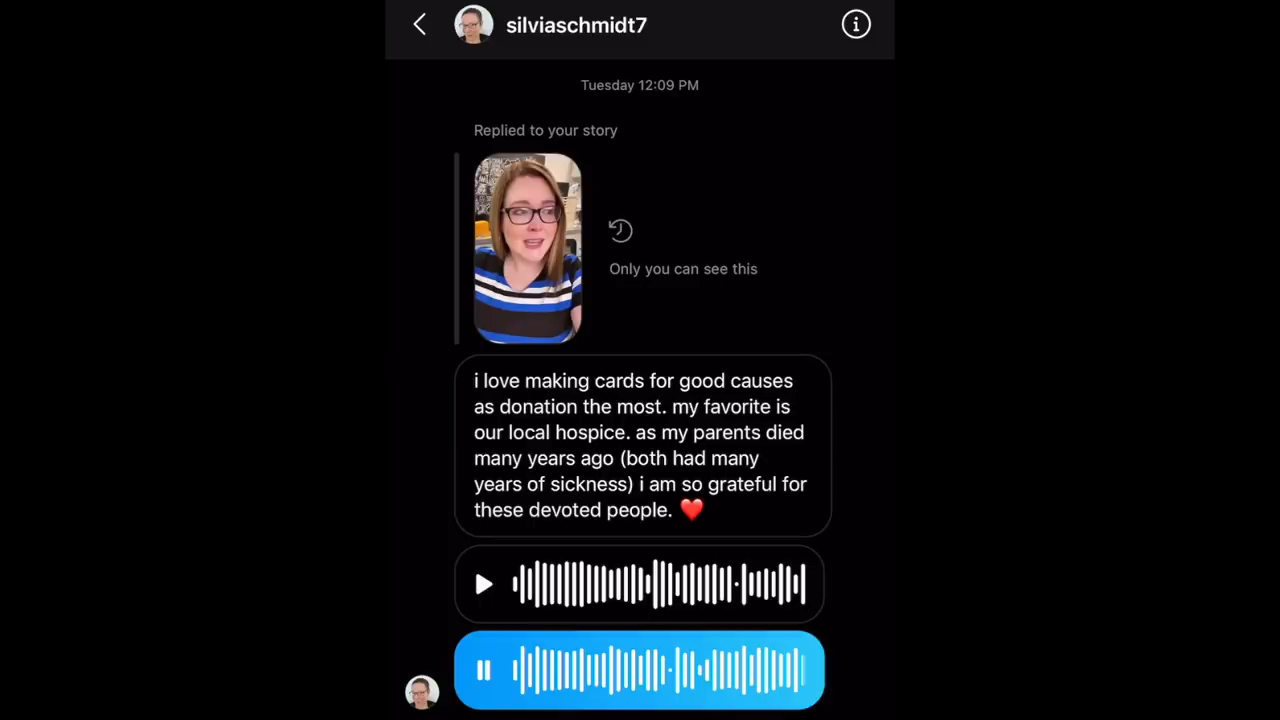 silviaschmidt7
Tuesday 12:09 PM
Replied to your story
Only you can see this
i love making cards for good causes
as donation the most. my favorite is
our local hospice. as my parents died
many years ago (both had many
years of sickness) i am so grateful for
these devoted people. ❤️